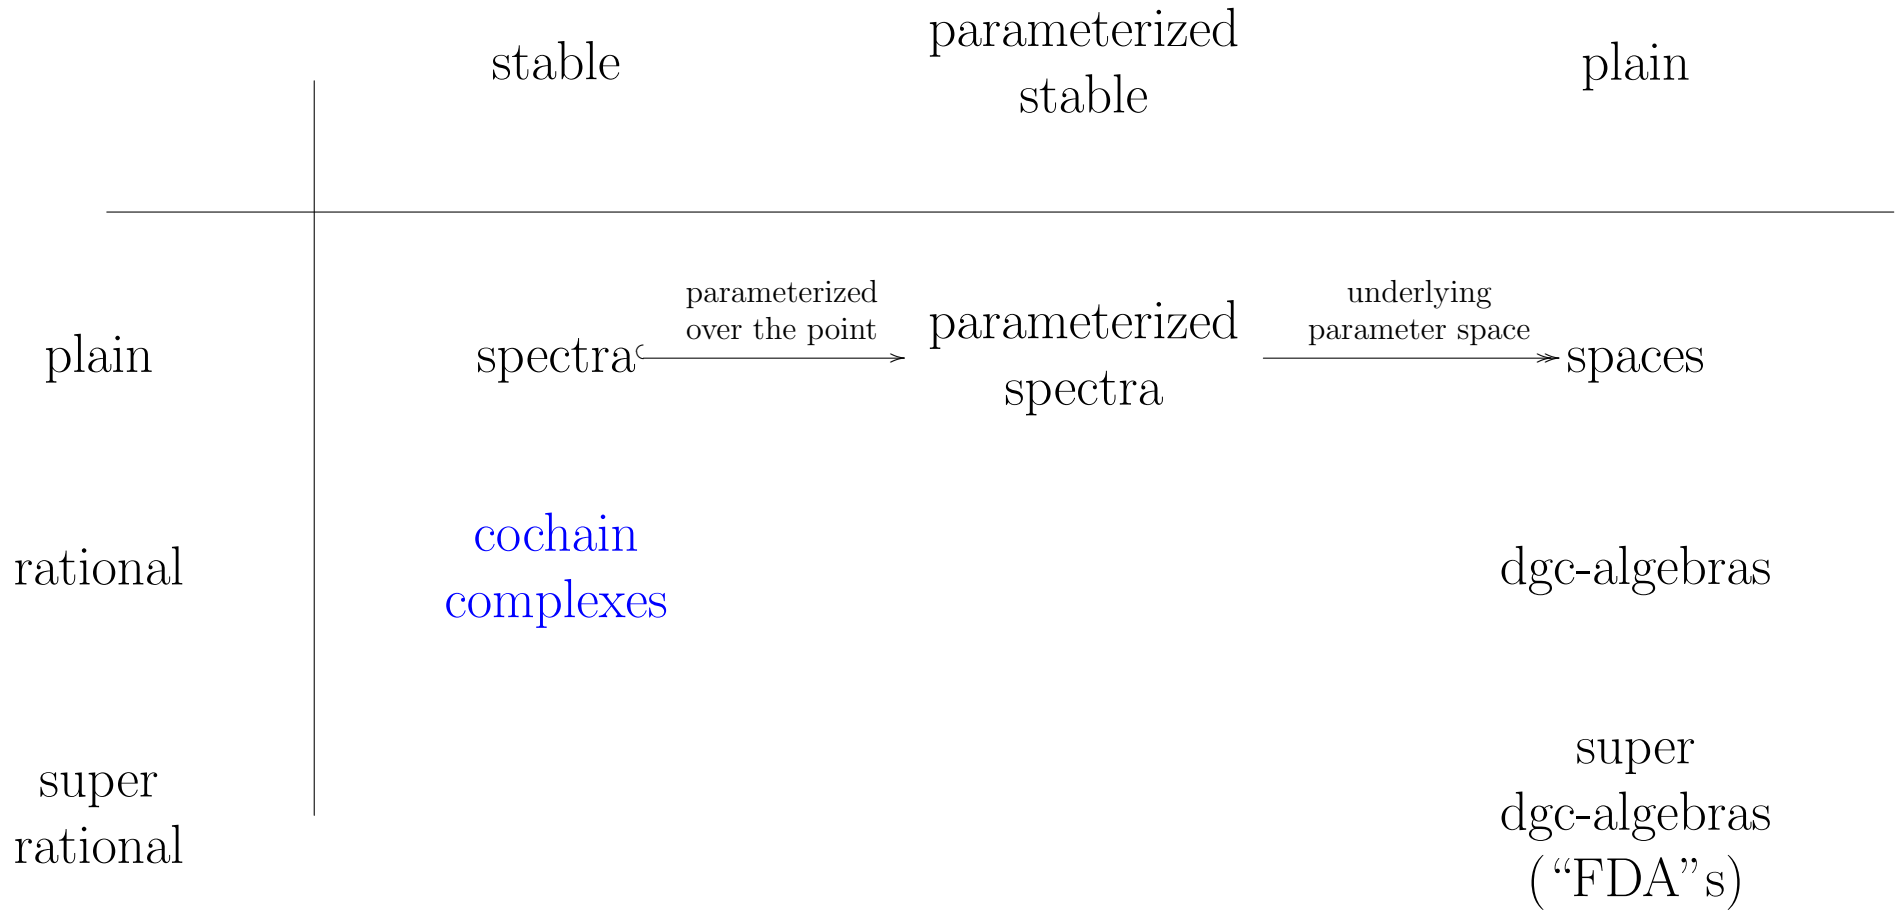 stable
parameterized
stable
plain
plain
spectra
parameterized
over the point
parameterized
spectra
underlying
parameter space
spaces
rational
cochain
complexes
dgc-algebras
super
rational
super
dgc-algebras
(“FDA”s)